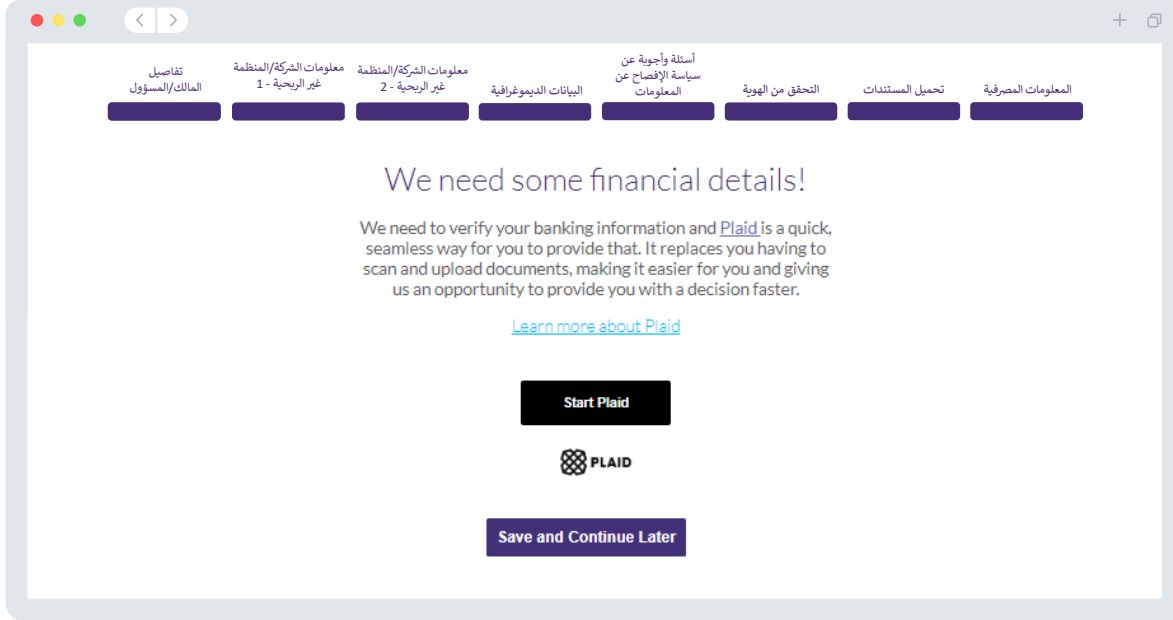 تفاصيل
المالك/المسؤول
معلومات الشركة/المنظمة
غير الربحية - 1
معلومات الشركة/المنظمة
غير الربحية - 2
البيانات الديموغرافية
أسئلة وأجوبة عن
سياسة الإفصاح عن
المعلومات
التحقق من الهوية
تحميل المستندات
المعلومات المصرفية
We need some financial details!
We need to verify your banking information and Plaid is a quick,
seamless way for you to provide that. It replaces you having to
scan and upload documents, making it easier for you and giving
us an opportunity to provide you with a decision faster.
Learn more about Plaid
Start Plaid
PLAID
Save and Continue Later